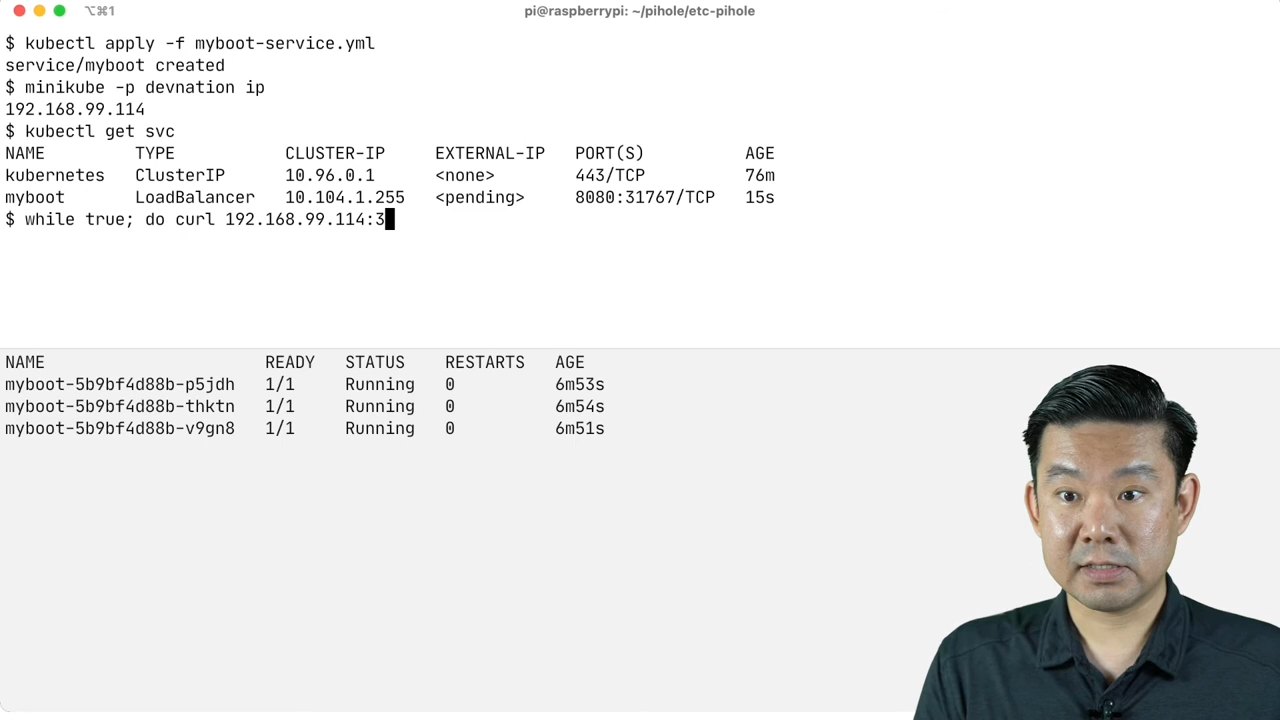 ⌥⌘1
pi@raspberrypi: ~/pihole/etc-pihole
$ kubectl apply -f myboot-service.yml
service/myboot created
$ minikube -p devnation ip
192.168.99.114
$ kubectl get svc
NAME TYPE CLUSTER-IP EXTERNAL-IP PORT(S) AGE
kubernetes ClusterIP 10.96.0.1 <none> 443/TCP 76m
myboot LoadBalancer 10.104.1.255 <pending> 8080:31767/TCP 15s
$ while true; do curl 192.168.99.114:3
NAME READY STATUS RESTARTS AGE
myboot-5b9bf4d88b-p5jdh 1/1 Running 0 6m53s
myboot-5b9bf4d88b-thktn 1/1 Running 0 6m54s
myboot-5b9bf4d88b-v9gn8 1/1 Running 0 6m51s